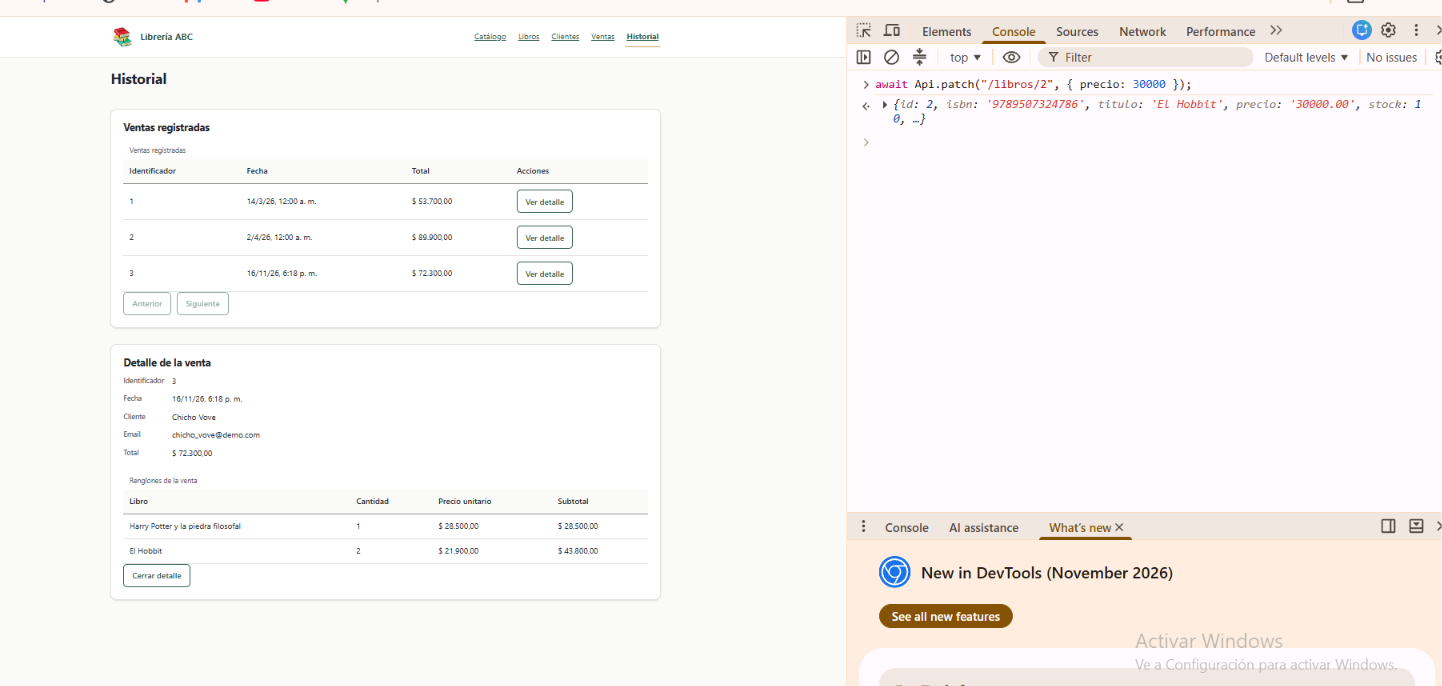 Librería ABC
Catálogo Libros Clientes Ventas Historial
Historial
Ventas registradas
Ventas registradas
Identificador Fecha Total Acciones
1 14/3/26, 12:00 a. m. $ 53.700,00 Ver detalle
2 2/4/26, 12:00 a. m. $ 89.900,00 Ver detalle
3 16/11/26, 6:18 p. m. $ 72.300,00 Ver detalle
Anterior Siguiente
Detalle de la venta
Identificador 3
Fecha 16/11/26, 6:18 p. m.
Cliente Chicho Vove
Email chicho_vove@demo.com
Total $ 72.300,00
Renglones de la venta
Libro Cantidad Precio unitario Subtotal
Harry Potter y la piedra filosofal 1 $ 28.500,00 $ 28.500,00
El Hobbit 2 $ 21.900,00 $ 43.800,00
Cerrar detalle
Elements Console Sources Network Performance
top Filter Default levels No issues
await Api.patch("/libros/2", { precio: 30000 });
{id: 2, isbn: '9789507324786', titulo: 'El Hobbit', precio: '30000.00', stock: 1
0, …}
Console AI assistance What's new
New in DevTools (November 2026)
See all new features
Activar Windows
Ve a Configuración para activar Windows.